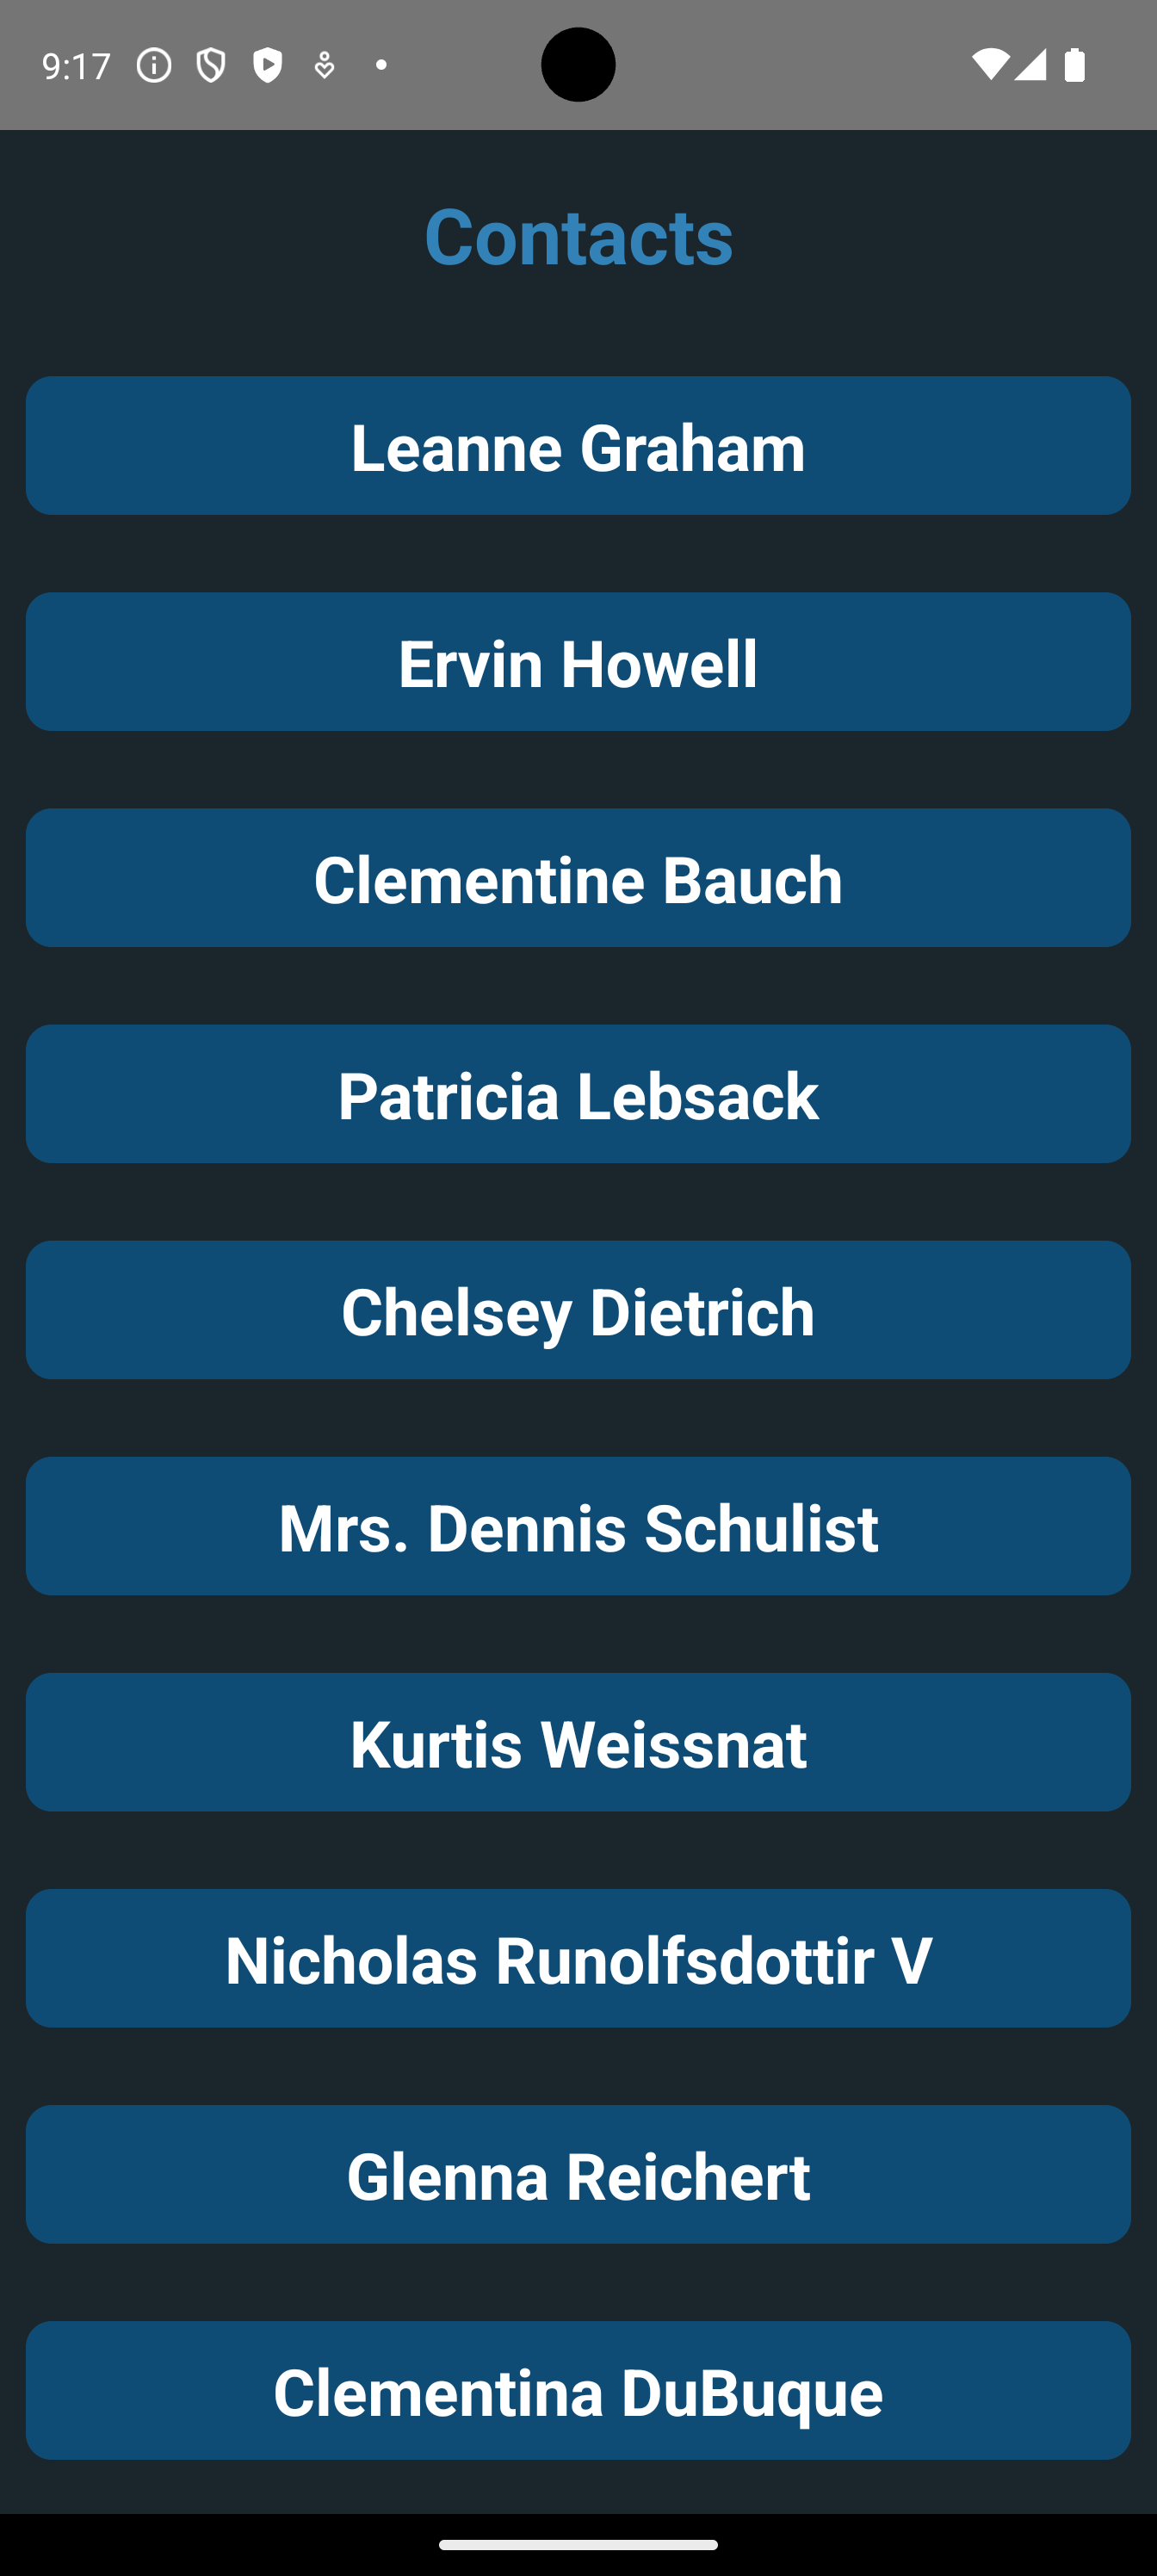 9:17
Contacts
Leanne Graham
Ervin Howell
Clementine Bauch
Patricia Lebsack
Chelsey Dietrich
Mrs. Dennis Schulist
Kurtis Weissnat
Nicholas Runolfsdottir V
Glenna Reichert
Clementina DuBuque